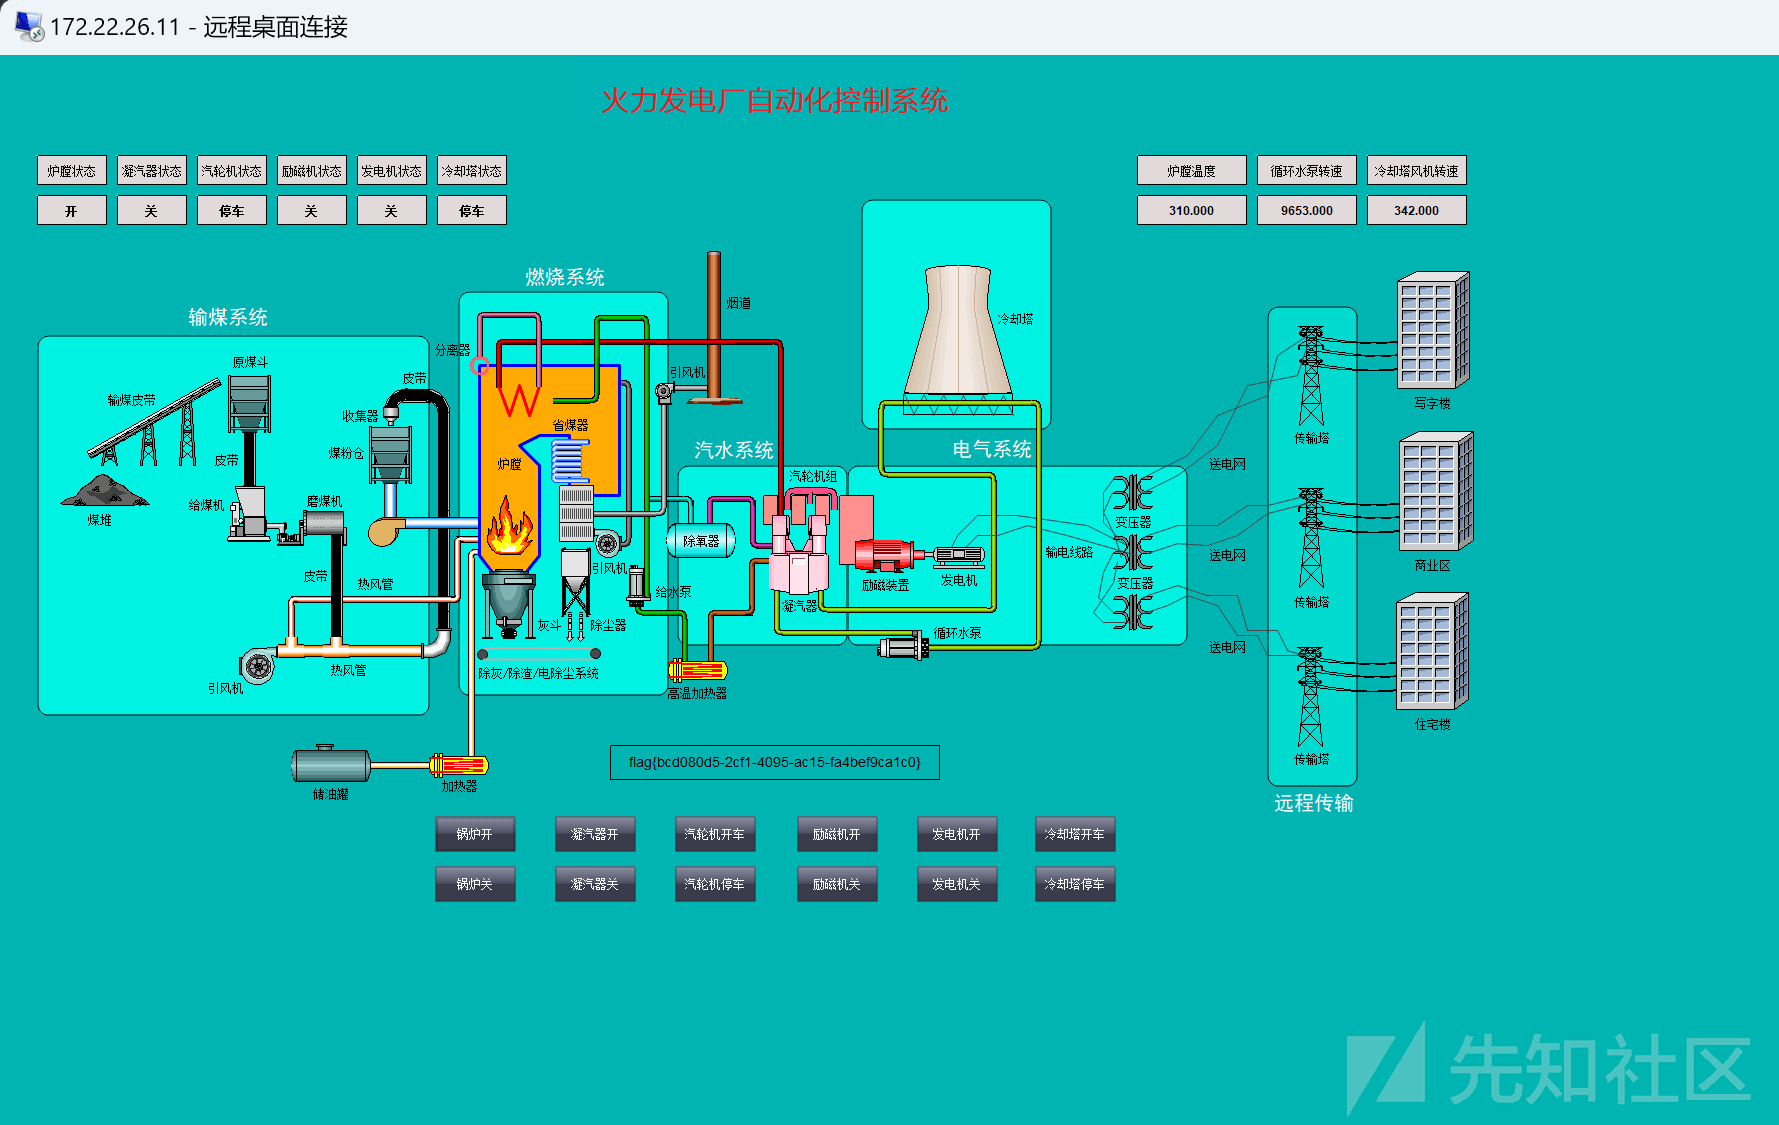 172.22.26.11 - 远程桌面连接
火力发电厂自动化控制系统
炉膛状态 凝汽器状态 汽轮机状态 励磁机状态 发电机状态 冷却塔状态
开 关 停车 关 关 停车
炉膛温度 循环水泵转速 冷却塔风机转速
310.000 9653.000 342.000
输煤系统
原煤斗
输煤皮带
皮带
收集器
煤粉仓
皮带
煤堆
给煤机
磨煤机
皮带
热风管
引风机
热风管
燃烧系统
分离器
省煤器
炉膛
引风机
烟道
引风机
给水泵
灰斗
除尘器
除灰/除渣/电除尘系统
高温加热器
储油罐
加热器
汽水系统
除氧器
汽轮机组
凝汽器
冷却塔
电气系统
励磁装置
发电机
循环水泵
输电线路
变压器
变压器
送电网
送电网
送电网
传输塔
传输塔
传输塔
远程传输
写字楼
商业区
住宅楼
flag{bcd080d5-2cf1-4095-ac15-fa4bef9ca1c0}
锅炉开 凝汽器开 汽轮机开车 励磁机开 发电机开 冷却塔开车
锅炉关 凝汽器关 汽轮机停车 励磁机关 发电机关 冷却塔停车
先知社区